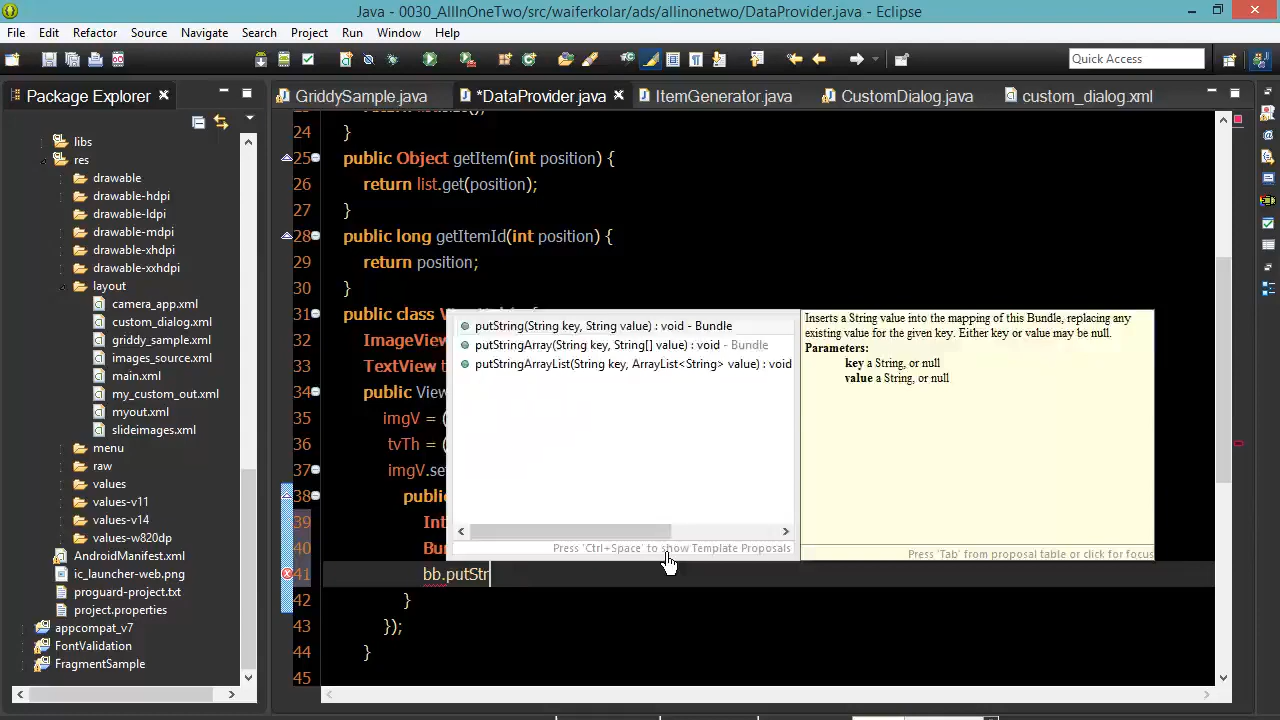 Java - 0030_AllInOneTwo/src/waiferkolar/ads/allinonetwo/DataProvider.java - Eclipse
File Edit Refactor Source Navigate Search Project Run Window Help
Quick Access
Package Explorer
GriddySample.java *DataProvider.java ItemGenerator.java CustomDialog.java custom_dialog.xml
libs
res
drawable
drawable-hdpi
drawable-ldpi
drawable-mdpi
drawable-xhdpi
drawable-xxhdpi
layout
camera_app.xml
custom_dialog.xml
griddy_sample.xml
images_source.xml
main.xml
my_custom_out.xml
myout.xml
slideimages.xml
menu
raw
values
values-v11
values-v14
values-w820dp
AndroidManifest.xml
ic_launcher-web.png
proguard-project.txt
project.properties
appcompat_v7
FontValidation
FragmentSample
24 }
25 public Object getItem(int position) {
26 return list.get(position);
27 }
28 public long getItemId(int position) {
29 return position;
30 }
31 public class
32 ImageView
33 TextView
34 public View
35 imgV = (
36 tvTh = (
37 imgV.set
38 public
39 Int
40 Bu
41 bb.putStr
42 }
43 });
44 }
45
putString(String key, String value) : void - Bundle
putStringArray(String key, String[] value) : void - Bundle
putStringArrayList(String key, ArrayList<String> value) : void
Press 'Ctrl+Space' to show Template Proposals
Inserts a String value into the mapping of this Bundle, replacing any
existing value for the given key. Either key or value may be null.
Parameters:
key a String, or null
value a String, or null
Press 'Tab' from proposal table or click for focus